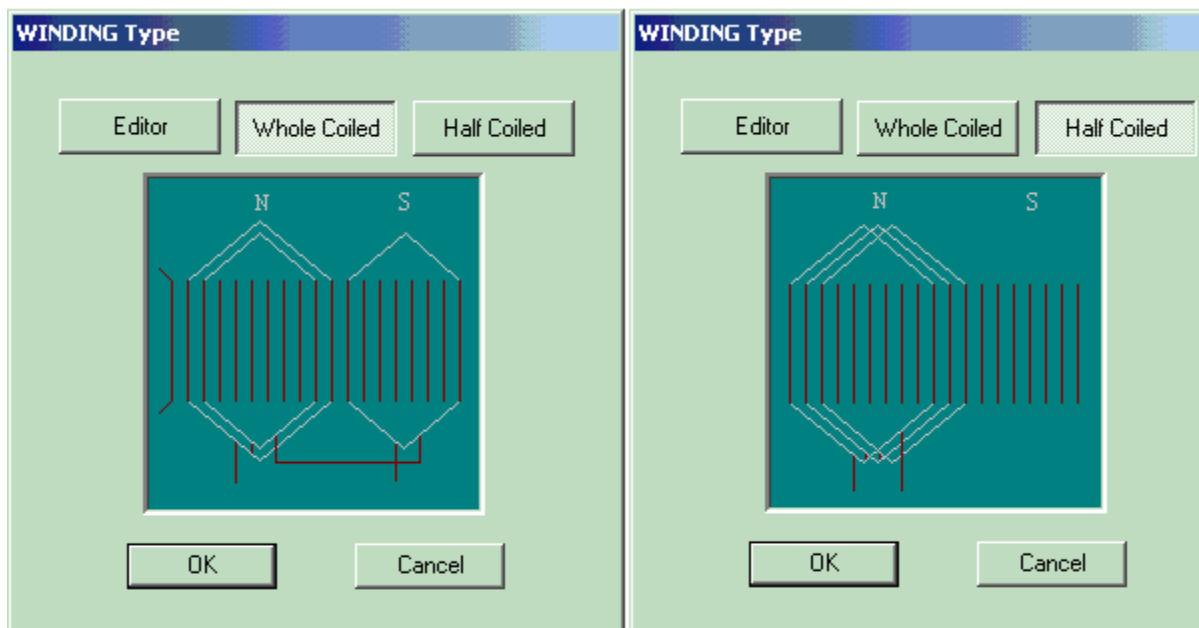 WINDING Type
Editor Whole Coiled Half Coiled
N S
OK Cancel
WINDING Type
Editor Whole Coiled Half Coiled
N S
OK Cancel